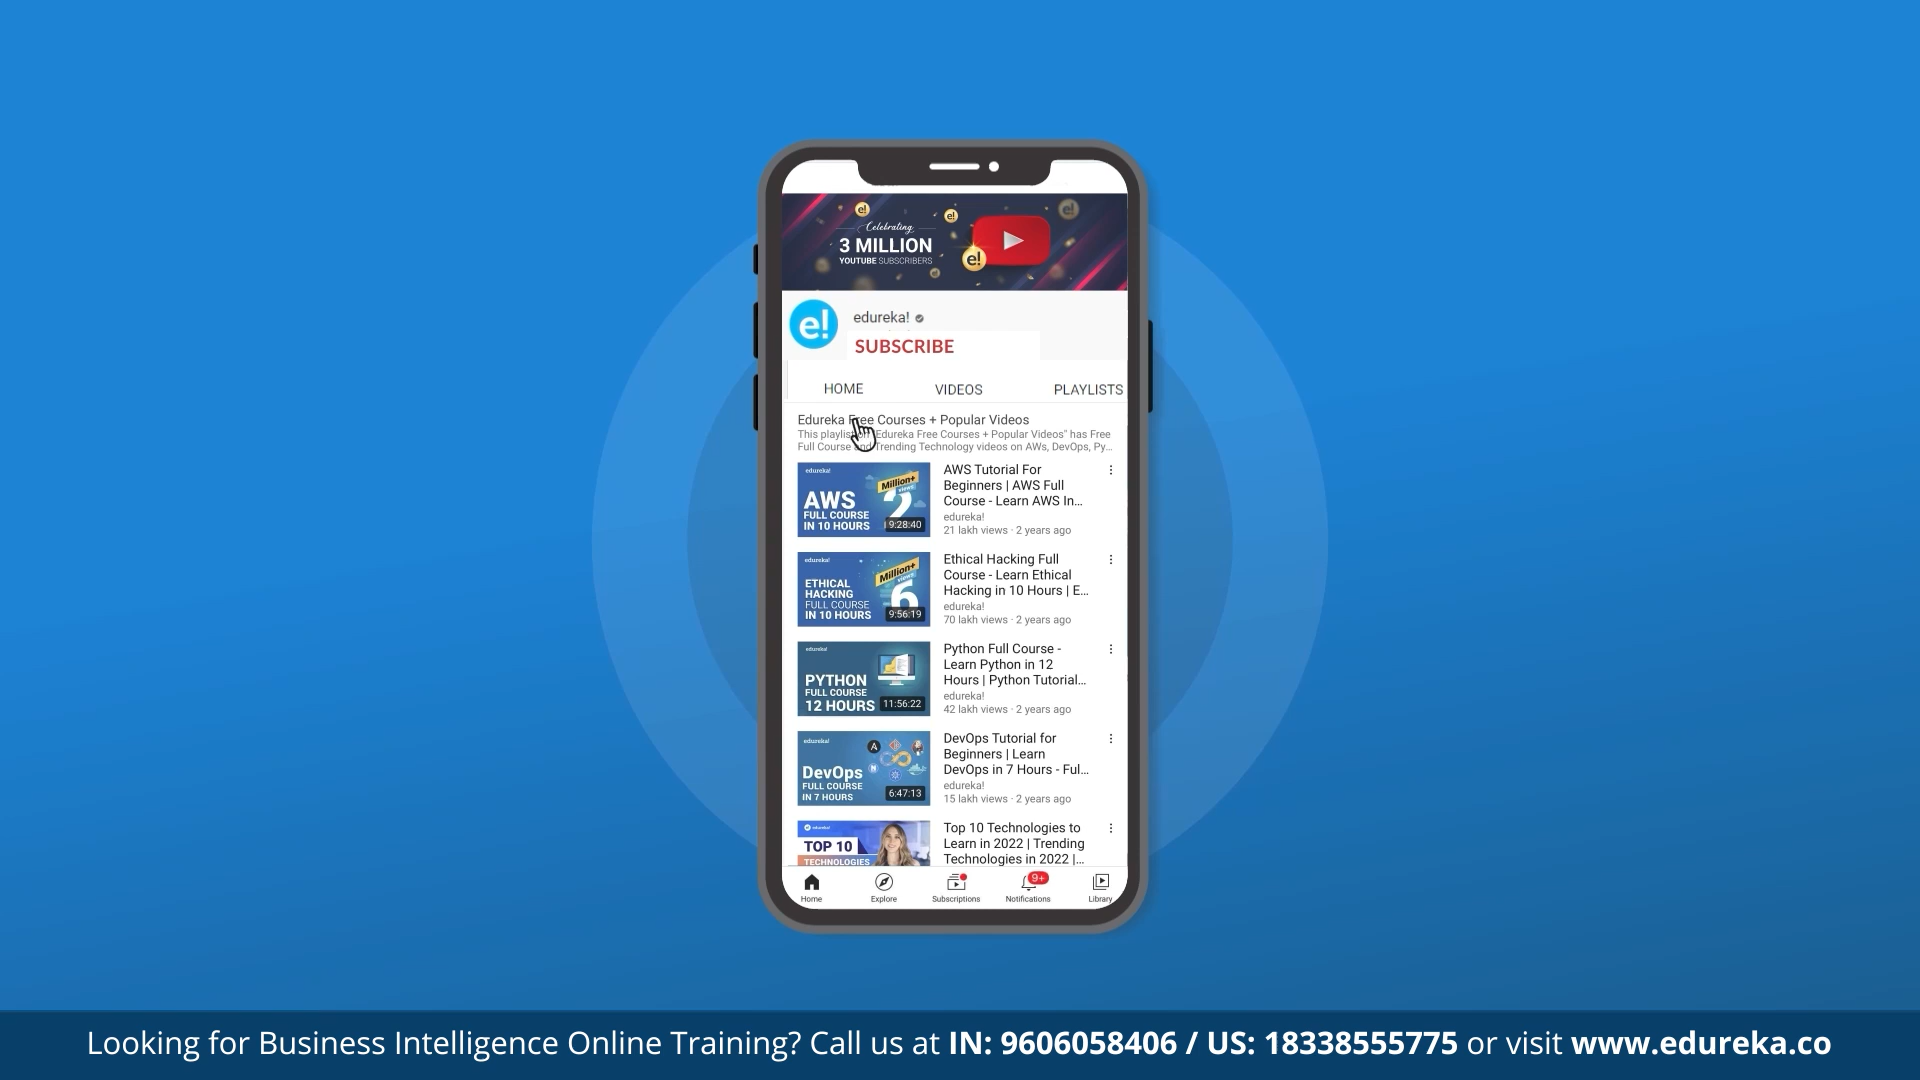 e!
e!
e!
Celebrating
3 MILLION
YOUTUBE SUBSCRIBERS
e!
e!
edureka!
SUBSCRIBE
HOME VIDEOS PLAYLISTS
Edureka Free Courses + Popular Videos
This playlist "Edureka Free Courses + Popular Videos" has Free
Full Course and Trending Technology videos on AWs, DevOps, Py...
edureka!
AWS
FULL COURSE
IN 10 HOURS
Million+
views
2
9:28:40
AWS Tutorial For
Beginners | AWS Full
Course - Learn AWS In...
edureka!
21 lakh views · 2 years ago
edureka!
ETHICAL
HACKING
FULL COURSE
IN 10 HOURS
Million+
views
6
9:56:19
Ethical Hacking Full
Course - Learn Ethical
Hacking in 10 Hours | E...
edureka!
70 lakh views · 2 years ago
edureka!
PYTHON
FULL COURSE
12 HOURS
11:56:22
Python Full Course -
Learn Python in 12
Hours | Python Tutorial...
edureka!
42 lakh views · 2 years ago
edureka!
DevOps
FULL COURSE
IN 7 HOURS
A
6:47:13
DevOps Tutorial for
Beginners | Learn
DevOps in 7 Hours - Ful...
edureka!
15 lakh views · 2 years ago
edureka!
TOP 10
TECHNOLOGIES
Top 10 Technologies to
Learn in 2022 | Trending
Technologies in 2022 |...
9+
Home Explore Subscriptions Notifications Library
Looking for Business Intelligence Online Training? Call us at IN: 9606058406 / US: 18338555775 or visit www.edureka.co